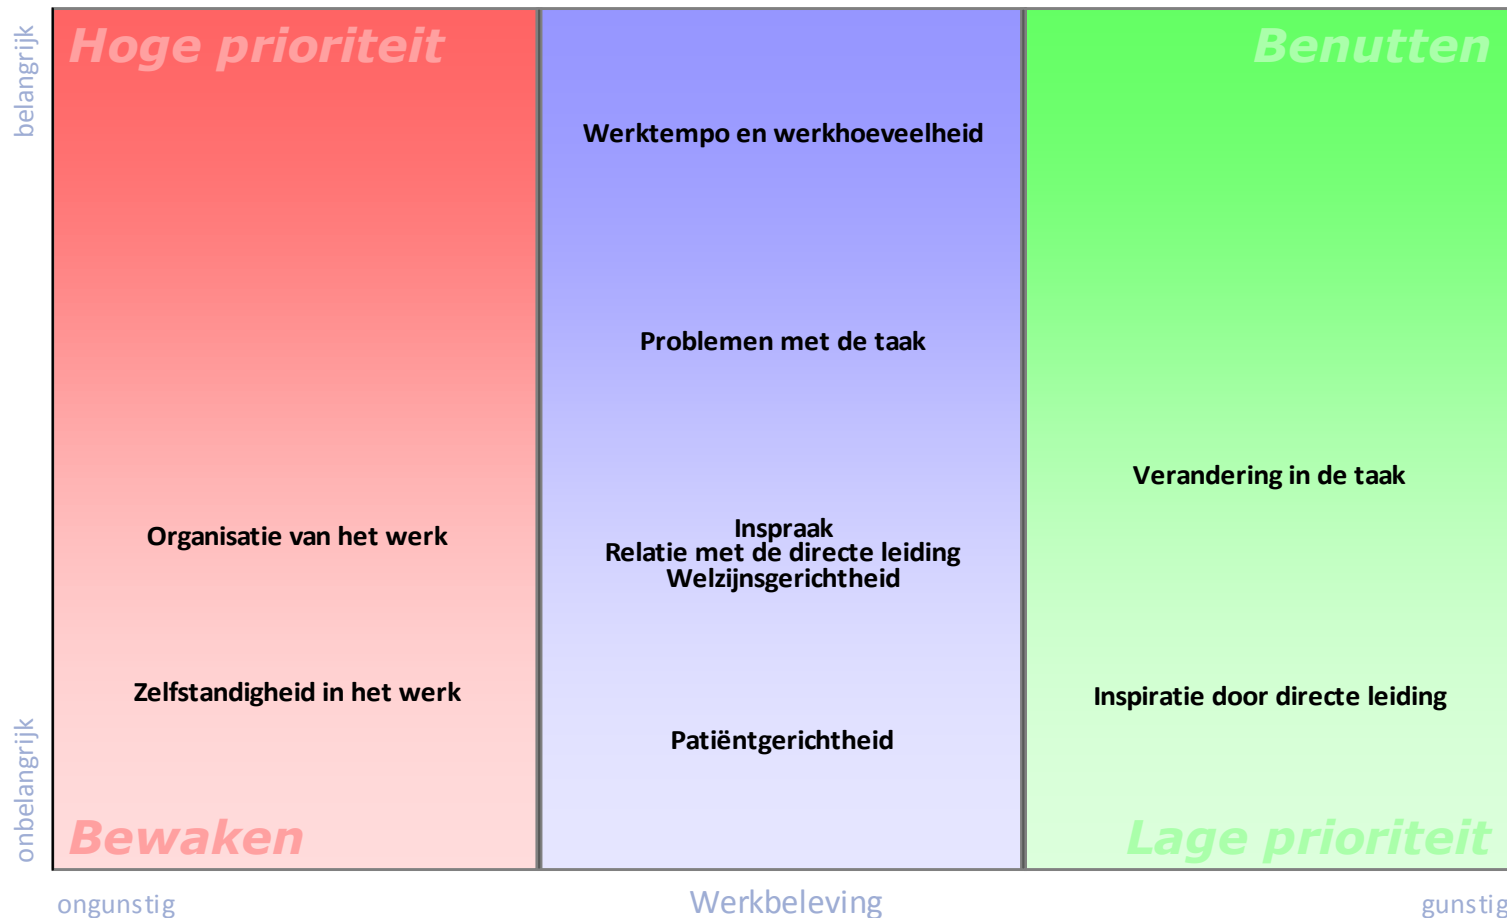 belangrijk
Hoge prioriteit
Benutten
Werktempo en werkhoeveelheid
Problemen met de taak
Verandering in de taak
Organisatie van het werk
Inspraak
Relatie met de directe leiding
Welzijnsgerichtheid
Zelfstandigheid in het werk
Inspiratie door directe leiding
Patiëntgerichtheid
onbelangrijk
Bewaken
Lage prioriteit
ongunstig
Werkbeleving
gunstig